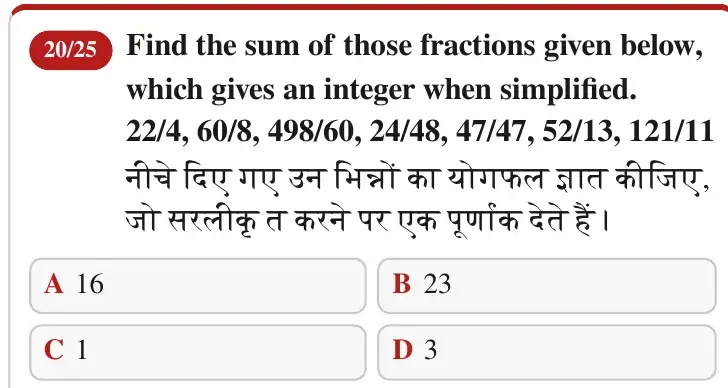 20/25 Find the sum of those fractions given below,
which gives an integer when simplified.
22/4, 60/8, 498/60, 24/48, 47/47, 52/13, 121/11
नीचे दिए गए उन भिन्नों का योगफल ज्ञात कीजिए,
जो सरलीकृत करने पर एक पूर्णांक देते हैं।
A 16
B 23
C 1
D 3